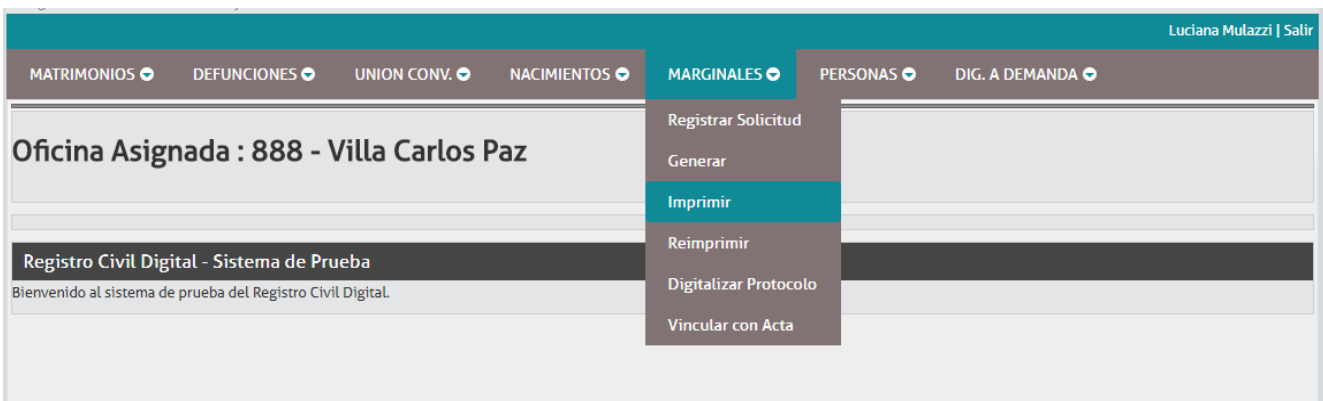 Luciana Mulazzi | Salir
MATRIMONIOS DEFUNCIONES UNION CONV. NACIMIENTOS MARGINALES PERSONAS DIG. A DEMANDA
Registrar Solicitud
Generar
Imprimir
Reimprimir
Digitalizar Protocolo
Vincular con Acta
Oficina Asignada : 888 - Villa Carlos Paz
Registro Civil Digital - Sistema de Prueba
Bienvenido al sistema de prueba del Registro Civil Digital.